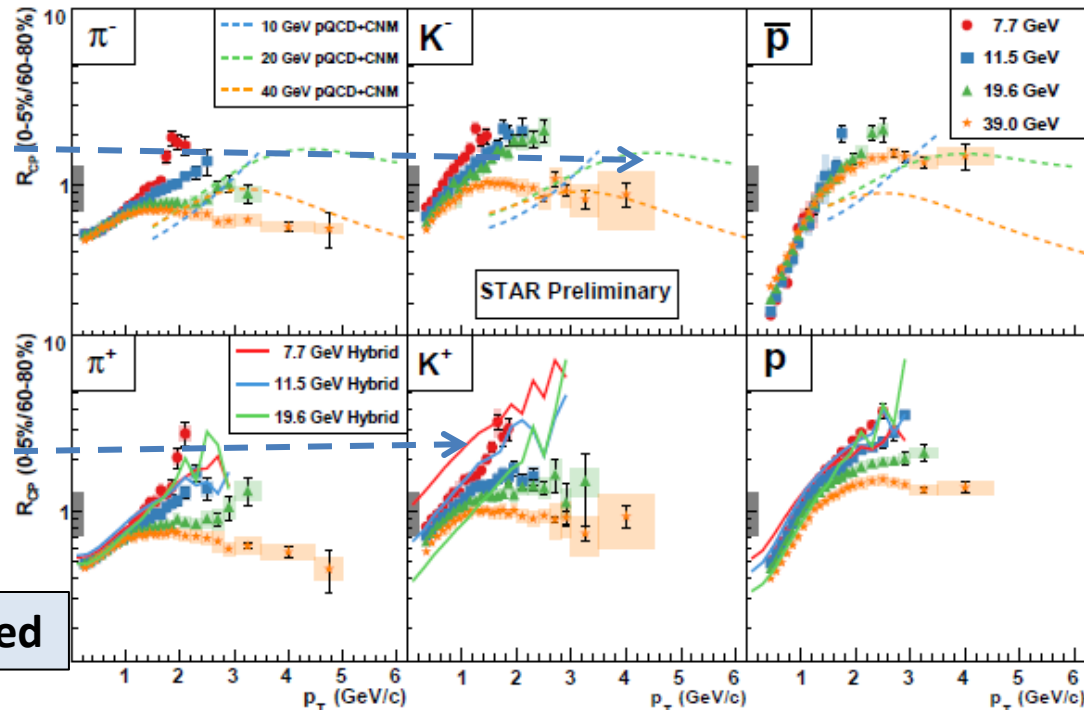 10
π⁻
10 GeV pQCD+CNM
20 GeV pQCD+CNM
40 GeV pQCD+CNM
K⁻
p̅
7.7 GeV
11.5 GeV
19.6 GeV
39.0 GeV
R_CP (0-5%/60-80%)
1
STAR Preliminary
10
π⁺
7.7 GeV Hybrid
11.5 GeV Hybrid
19.6 GeV Hybrid
K⁺
p
R_CP (0-5%/60-80%)
1
ed
1 2 3 4 5 6 1 2 3 4 5 6 1 2 3 4 5 6
p_T (GeV/c) p_T (GeV/c) p_T (GeV/c)